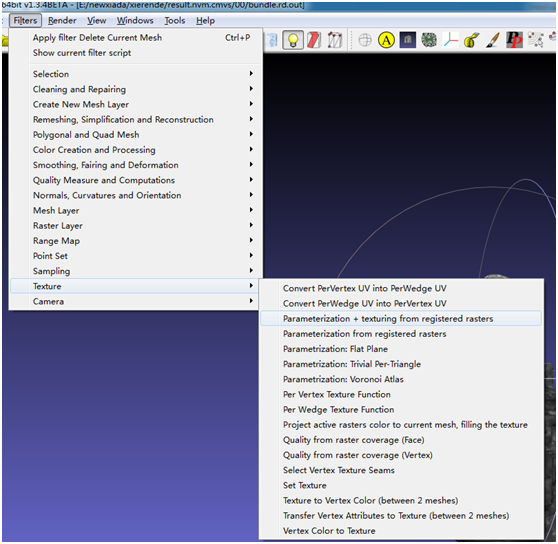 64bit v1.3.4BETA - [E:/newxiada/xierende/result.nvm.cmvs/00/bundle.rd.out]
Filters Render View Windows Tools Help
Apply filter Delete Current Mesh Ctrl+P
Show current filter script
Selection
Cleaning and Repairing
Create New Mesh Layer
Remeshing, Simplification and Reconstruction
Polygonal and Quad Mesh
Color Creation and Processing
Smoothing, Fairing and Deformation
Quality Measure and Computations
Normals, Curvatures and Orientation
Mesh Layer
Raster Layer
Range Map
Point Set
Sampling
Texture
Camera
Convert PerVertex UV into PerWedge UV
Convert PerWedge UV into PerVertex UV
Parameterization + texturing from registered rasters
Parameterization from registered rasters
Parametrization: Flat Plane
Parametrization: Trivial Per-Triangle
Parametrization: Voronoi Atlas
Per Vertex Texture Function
Per Wedge Texture Function
Project active rasters color to current mesh, filling the texture
Quality from raster coverage (Face)
Quality from raster coverage (Vertex)
Select Vertex Texture Seams
Set Texture
Texture to Vertex Color (between 2 meshes)
Transfer Vertex Attributes to Texture (between 2 meshes)
Vertex Color to Texture